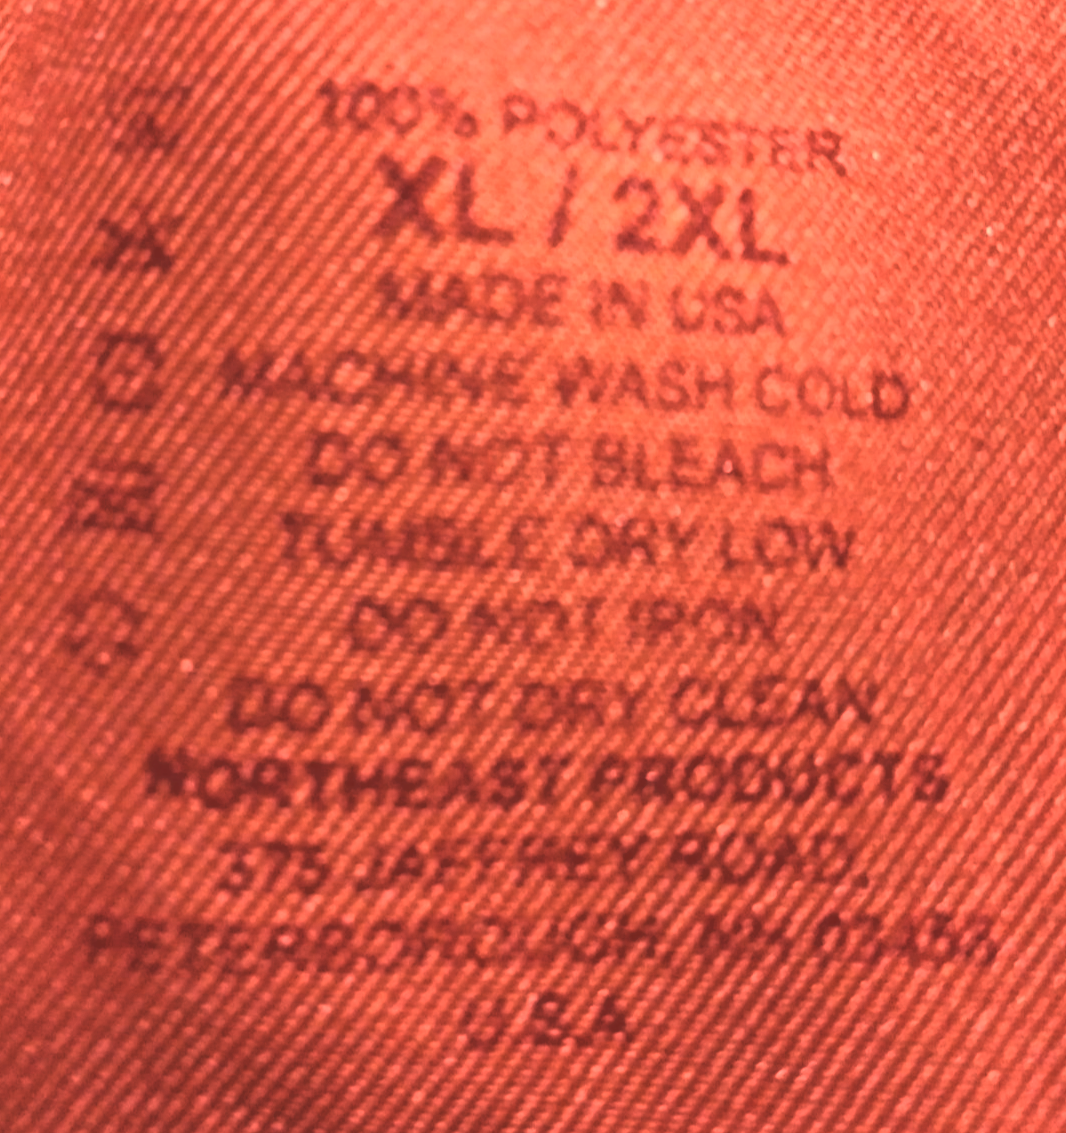 100% POLYESTER
XL / 2XL
MADE IN USA
MACHINE WASH COLD
DO NOT BLEACH
TUMBLE DRY LOW
DO NOT IRON
DO NOT DRY CLEAN
NORTHEAST PRODUCTS
375 JAFFREY ROAD,
PETERBOROUGH, NH 03458
U.S.A